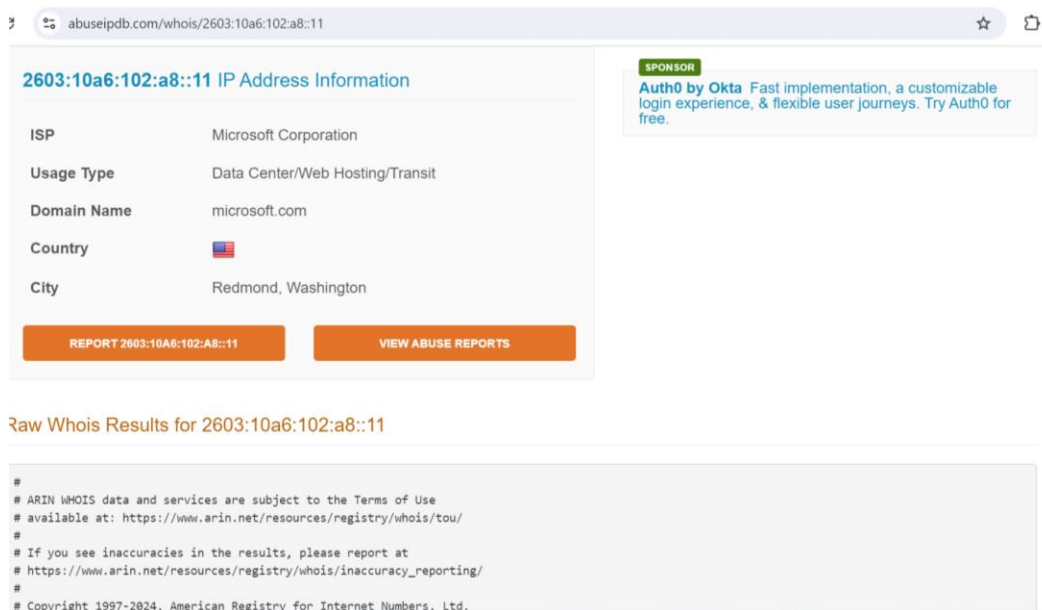 abuseipdb.com/whois/2603:10a6:102:a8::11
2603:10a6:102:a8::11 IP Address Information
ISP Microsoft Corporation
Usage Type Data Center/Web Hosting/Transit
Domain Name microsoft.com
Country
City Redmond, Washington
REPORT 2603:10A6:102:A8::11 VIEW ABUSE REPORTS
SPONSOR
Auth0 by Okta Fast implementation, a customizable
login experience, & flexible user journeys. Try Auth0 for
free.
Raw Whois Results for 2603:10a6:102:a8::11
#
# ARIN WHOIS data and services are subject to the Terms of Use
# available at: https://www.arin.net/resources/registry/whois/tou/
#
# If you see inaccuracies in the results, please report at
# https://www.arin.net/resources/registry/whois/inaccuracy_reporting/
#
# Copyright 1997-2024, American Registry for Internet Numbers, Ltd.